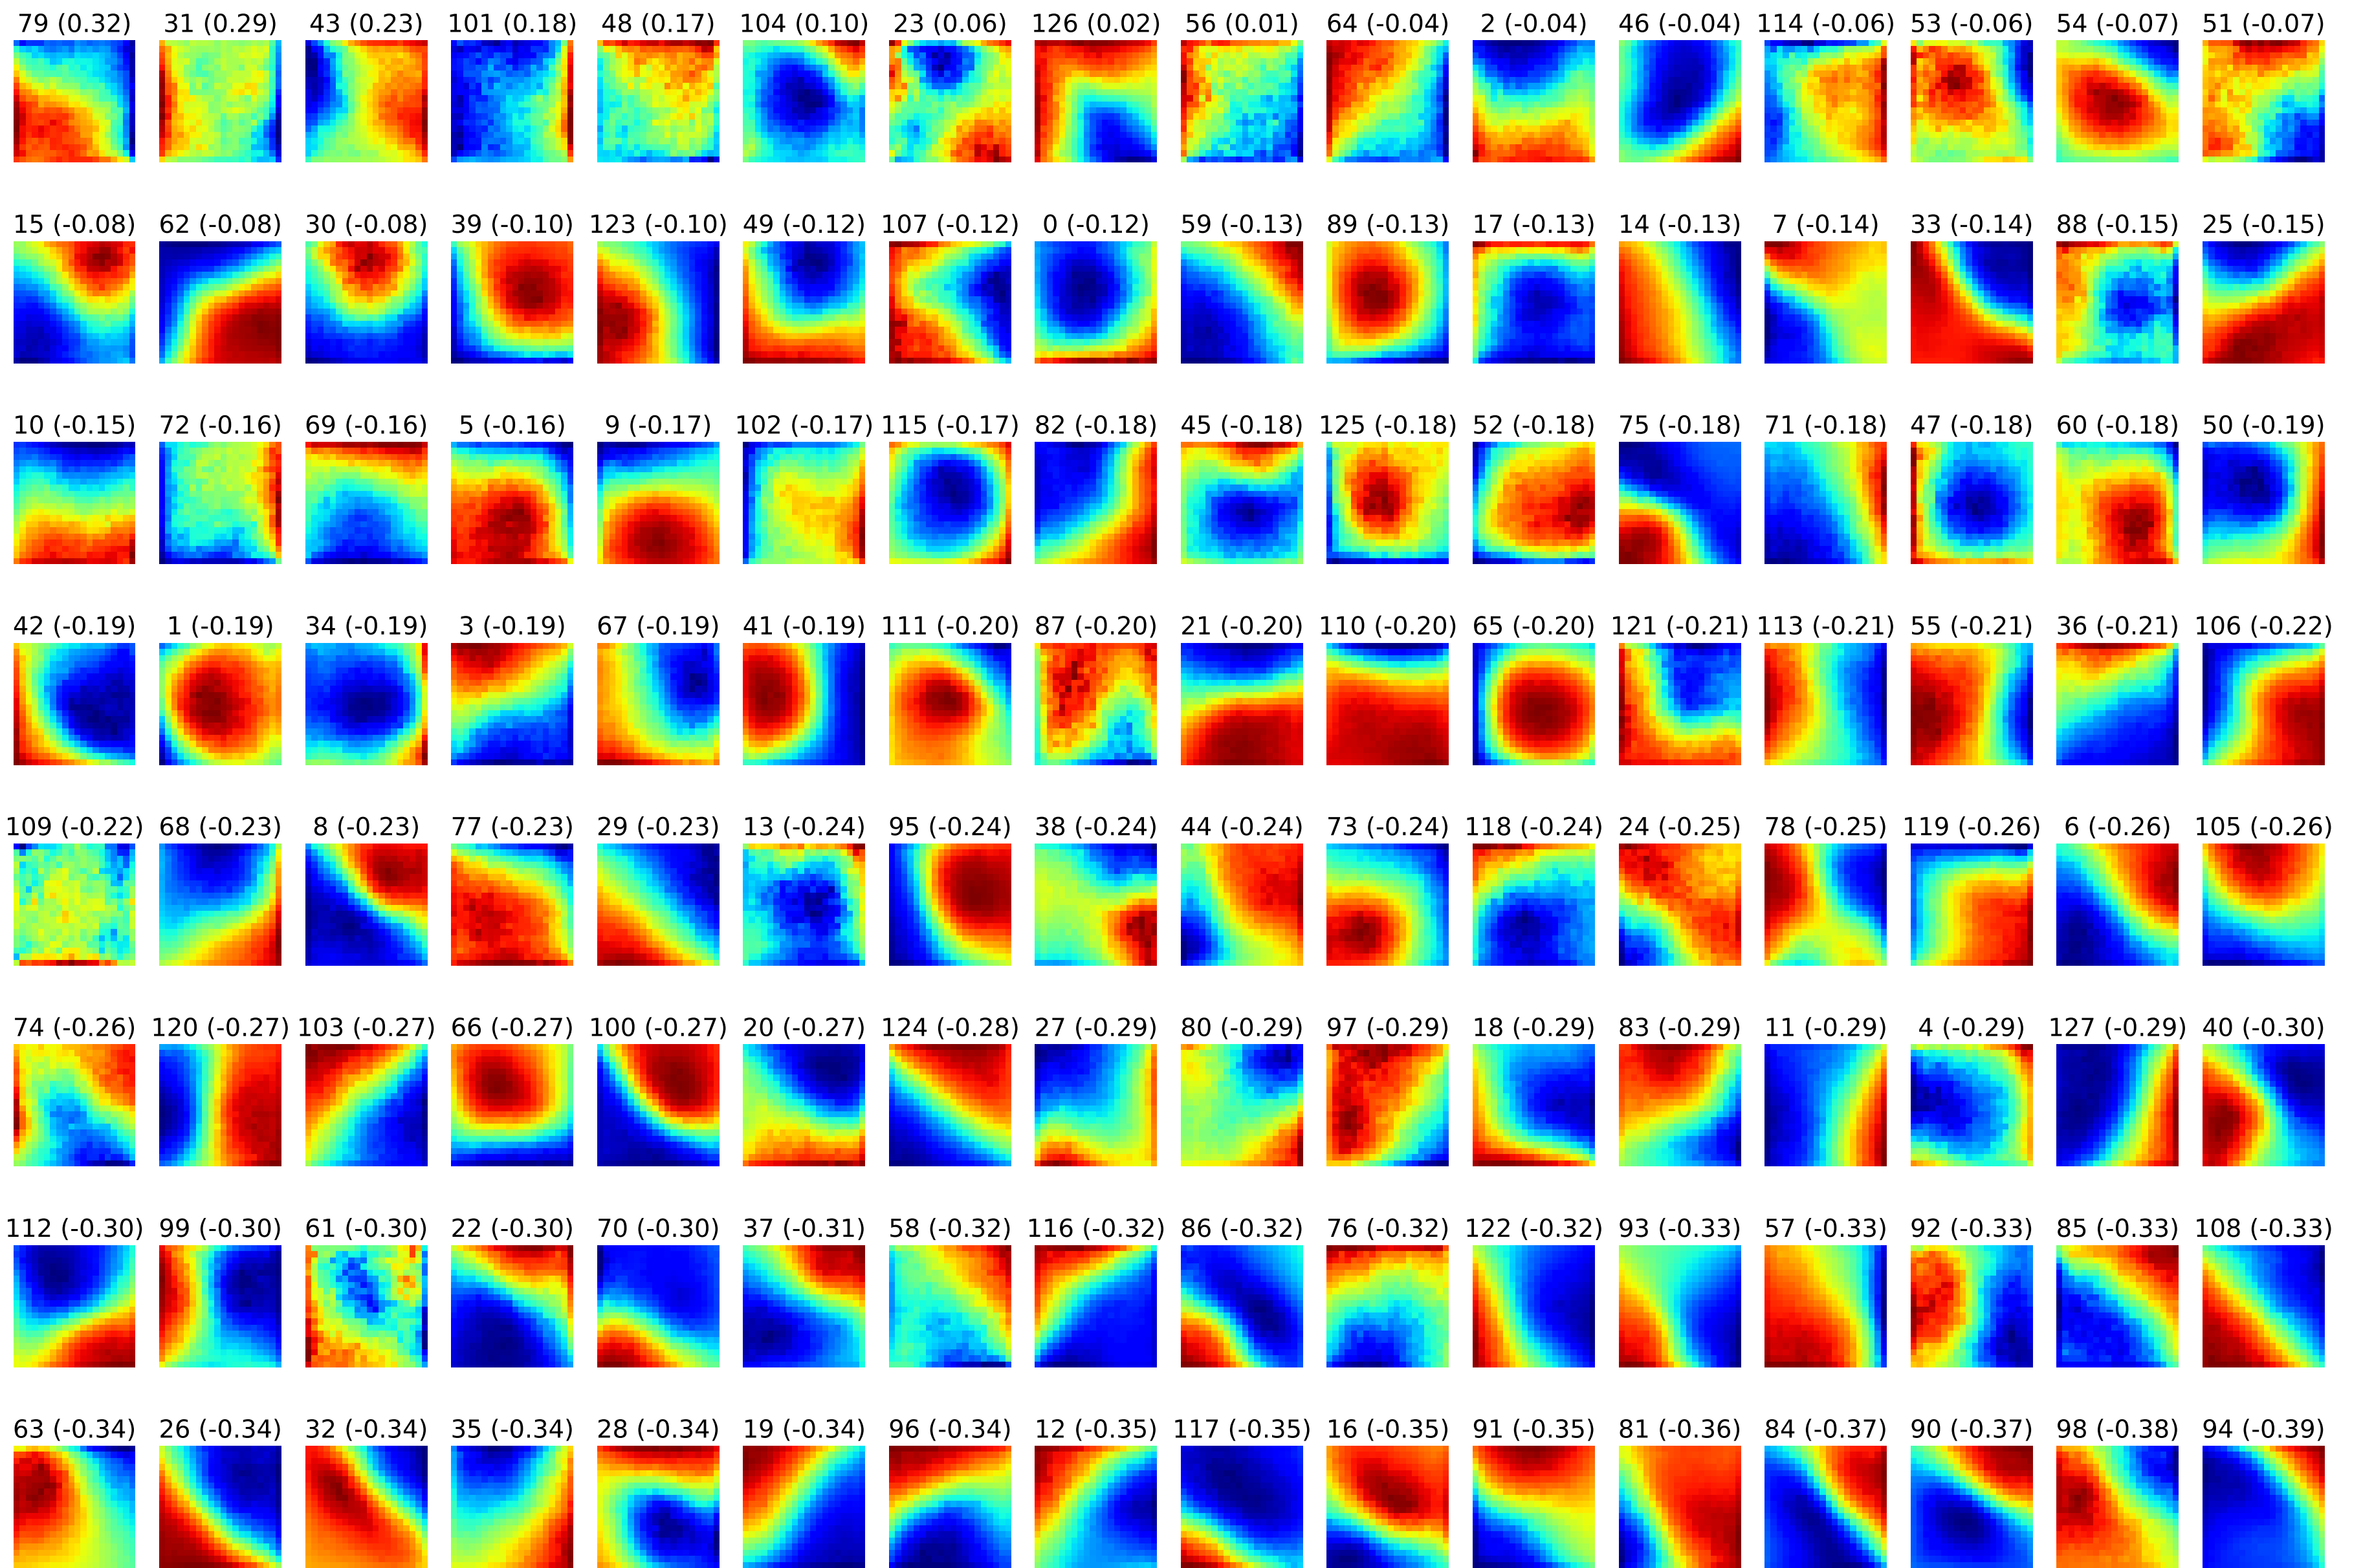 79 (0.32) 31 (0.29) 43 (0.23) 101 (0.18) 48 (0.17) 104 (0.10) 23 (0.06) 126 (0.02) 56 (0.01) 64 (-0.04) 2 (-0.04) 46 (-0.04) 114 (-0.06) 53 (-0.06) 54 (-0.07) 51 (-0.07)
15 (-0.08) 62 (-0.08) 30 (-0.08) 39 (-0.10) 123 (-0.10) 49 (-0.12) 107 (-0.12) 0 (-0.12) 59 (-0.13) 89 (-0.13) 17 (-0.13) 14 (-0.13) 7 (-0.14) 33 (-0.14) 88 (-0.15) 25 (-0.15)
10 (-0.15) 72 (-0.16) 69 (-0.16) 5 (-0.16) 9 (-0.17) 102 (-0.17) 115 (-0.17) 82 (-0.18) 45 (-0.18) 125 (-0.18) 52 (-0.18) 75 (-0.18) 71 (-0.18) 47 (-0.18) 60 (-0.18) 50 (-0.19)
42 (-0.19) 1 (-0.19) 34 (-0.19) 3 (-0.19) 67 (-0.19) 41 (-0.19) 111 (-0.20) 87 (-0.20) 21 (-0.20) 110 (-0.20) 65 (-0.20) 121 (-0.21) 113 (-0.21) 55 (-0.21) 36 (-0.21) 106 (-0.22)
109 (-0.22) 68 (-0.23) 8 (-0.23) 77 (-0.23) 29 (-0.23) 13 (-0.24) 95 (-0.24) 38 (-0.24) 44 (-0.24) 73 (-0.24) 118 (-0.24) 24 (-0.25) 78 (-0.25) 119 (-0.26) 6 (-0.26) 105 (-0.26)
74 (-0.26) 120 (-0.27) 103 (-0.27) 66 (-0.27) 100 (-0.27) 20 (-0.27) 124 (-0.28) 27 (-0.29) 80 (-0.29) 97 (-0.29) 18 (-0.29) 83 (-0.29) 11 (-0.29) 4 (-0.29) 127 (-0.29) 40 (-0.30)
112 (-0.30) 99 (-0.30) 61 (-0.30) 22 (-0.30) 70 (-0.30) 37 (-0.31) 58 (-0.32) 116 (-0.32) 86 (-0.32) 76 (-0.32) 122 (-0.32) 93 (-0.33) 57 (-0.33) 92 (-0.33) 85 (-0.33) 108 (-0.33)
63 (-0.34) 26 (-0.34) 32 (-0.34) 35 (-0.34) 28 (-0.34) 19 (-0.34) 96 (-0.34) 12 (-0.35) 117 (-0.35) 16 (-0.35) 91 (-0.35) 81 (-0.36) 84 (-0.37) 90 (-0.37) 98 (-0.38) 94 (-0.39)